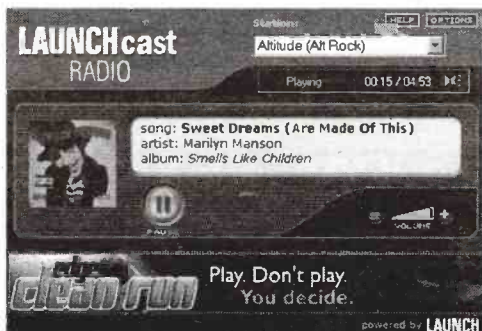 LAUNCHcast
RADIO
Stations:
HELP OPTIONS
Altitude (Alt Rock)
Playing 00:15 / 04:53
song: Sweet Dreams (Are Made Of This)
artist: Marilyn Manson
album: Smells Like Children
PAUSE
VOLUME
clean run
Play. Don't play.
You decide.
powered by LAUNCH